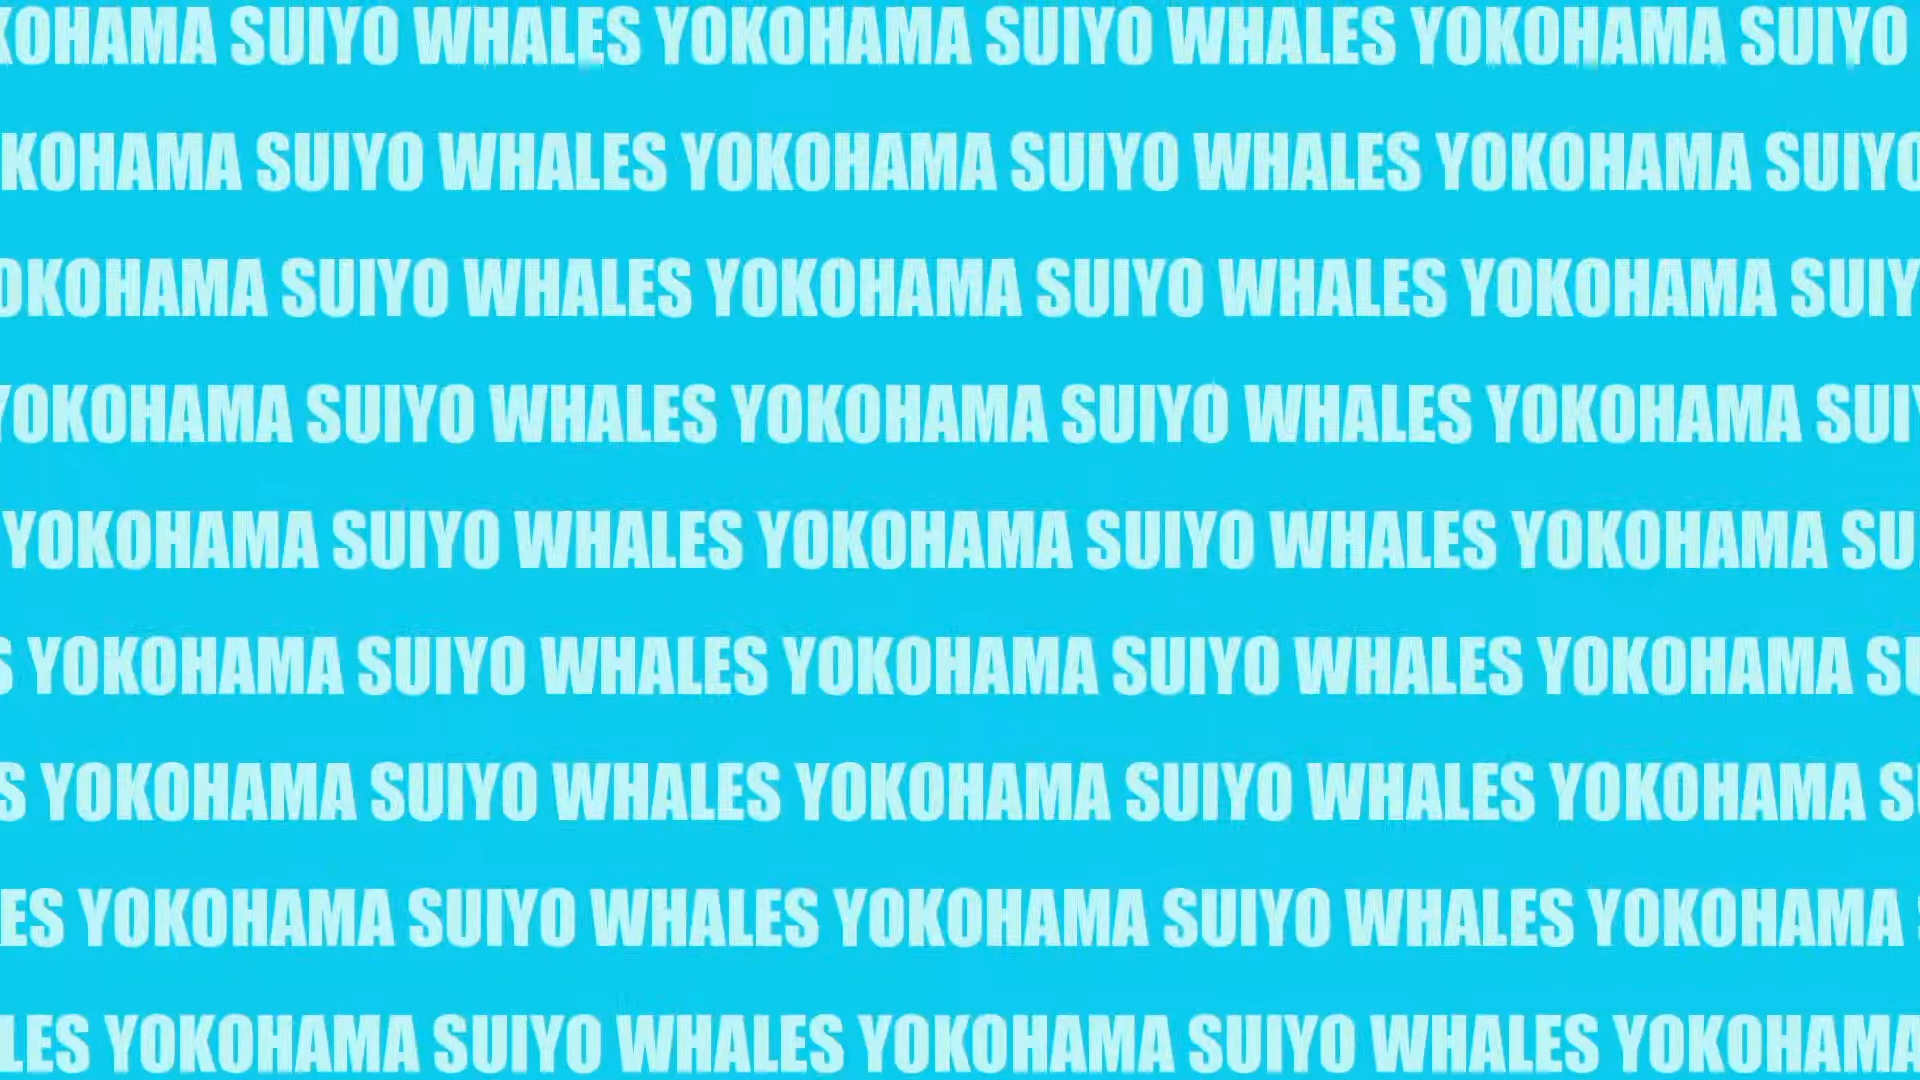 KOHAMA SUIYO WHALES YOKOHAMA SUIYO WHALES YOKOHAMA SUIYO
KOHAMA SUIYO WHALES YOKOHAMA SUIYO WHALES YOKOHAMA SUIYO
OKOHAMA SUIYO WHALES YOKOHAMA SUIYO WHALES YOKOHAMA SUIY
YOKOHAMA SUIYO WHALES YOKOHAMA SUIYO WHALES YOKOHAMA SUIY
YOKOHAMA SUIYO WHALES YOKOHAMA SUIYO WHALES YOKOHAMA SU
S YOKOHAMA SUIYO WHALES YOKOHAMA SUIYO WHALES YOKOHAMA SU
S YOKOHAMA SUIYO WHALES YOKOHAMA SUIYO WHALES YOKOHAMA S
ES YOKOHAMA SUIYO WHALES YOKOHAMA SUIYO WHALES YOKOHAMA
LES YOKOHAMA SUIYO WHALES YOKOHAMA SUIYO WHALES YOKOHAMA